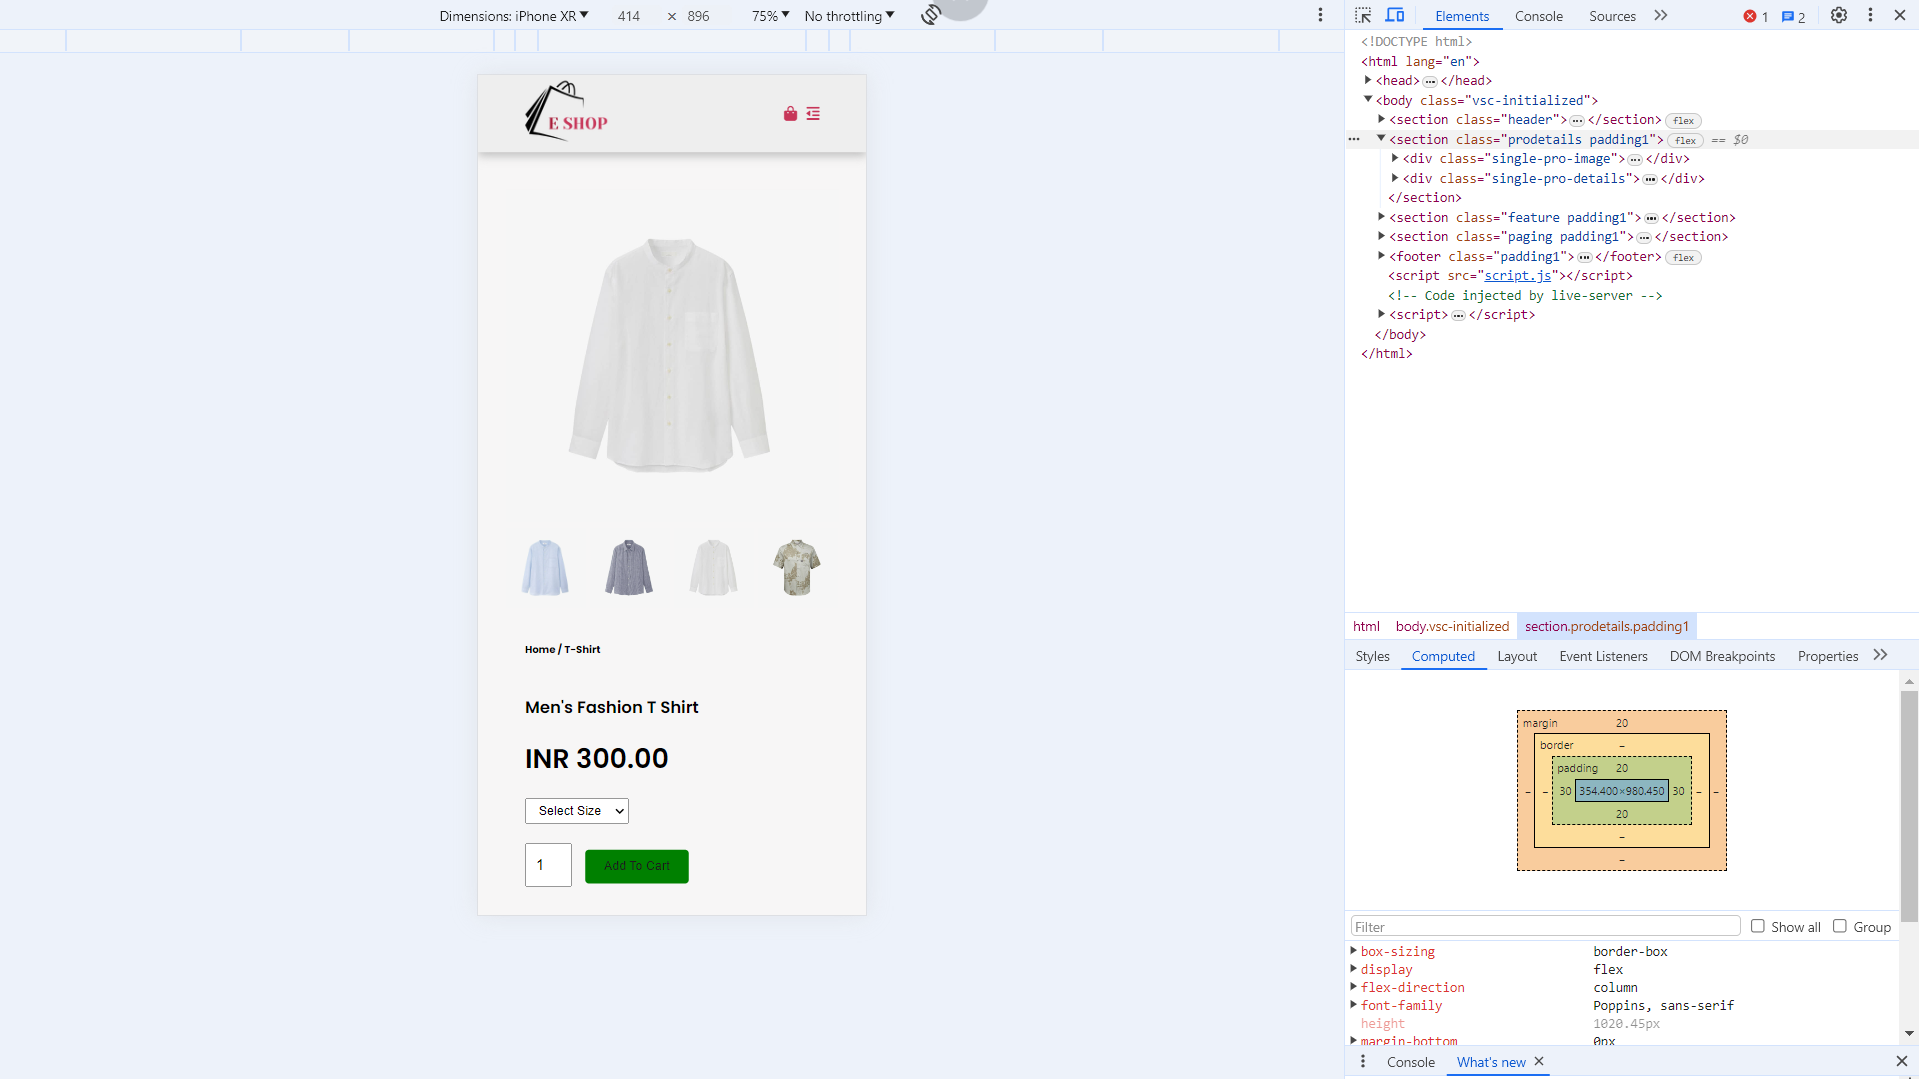 Dimensions: iPhone XR 414 × 896 75% No throttling
E SHOP
Home / T-Shirt
Men's Fashion T Shirt
INR 300.00
Select Size
1 Add To Cart
Elements Console Sources 1 2
<!DOCTYPE html>
<html lang="en">
<head> ... </head>
<body class="vsc-initialized">
<section class="header"> ... </section> flex
... <section class="prodetails padding1"> flex == $0
<div class="single-pro-image"> ... </div>
<div class="single-pro-details"> ... </div>
</section>
<section class="feature padding1"> ... </section>
<section class="paging padding1"> ... </section>
<footer class="padding1"> ... </footer> flex
<script src="script.js"></script>
<!-- Code injected by live-server -->
<script> ... </script>
</body>
</html>
html body.vsc-initialized section.prodetails.padding1
Styles Computed Layout Event Listeners DOM Breakpoints Properties
margin 20
border –
padding 20
– – 30 354.400×980.450 30 – –
20
–
–
Filter Show all Group
box-sizing border-box
display flex
flex-direction column
font-family Poppins, sans-serif
height 1020.45px
margin-bottom 0px
Console What's new